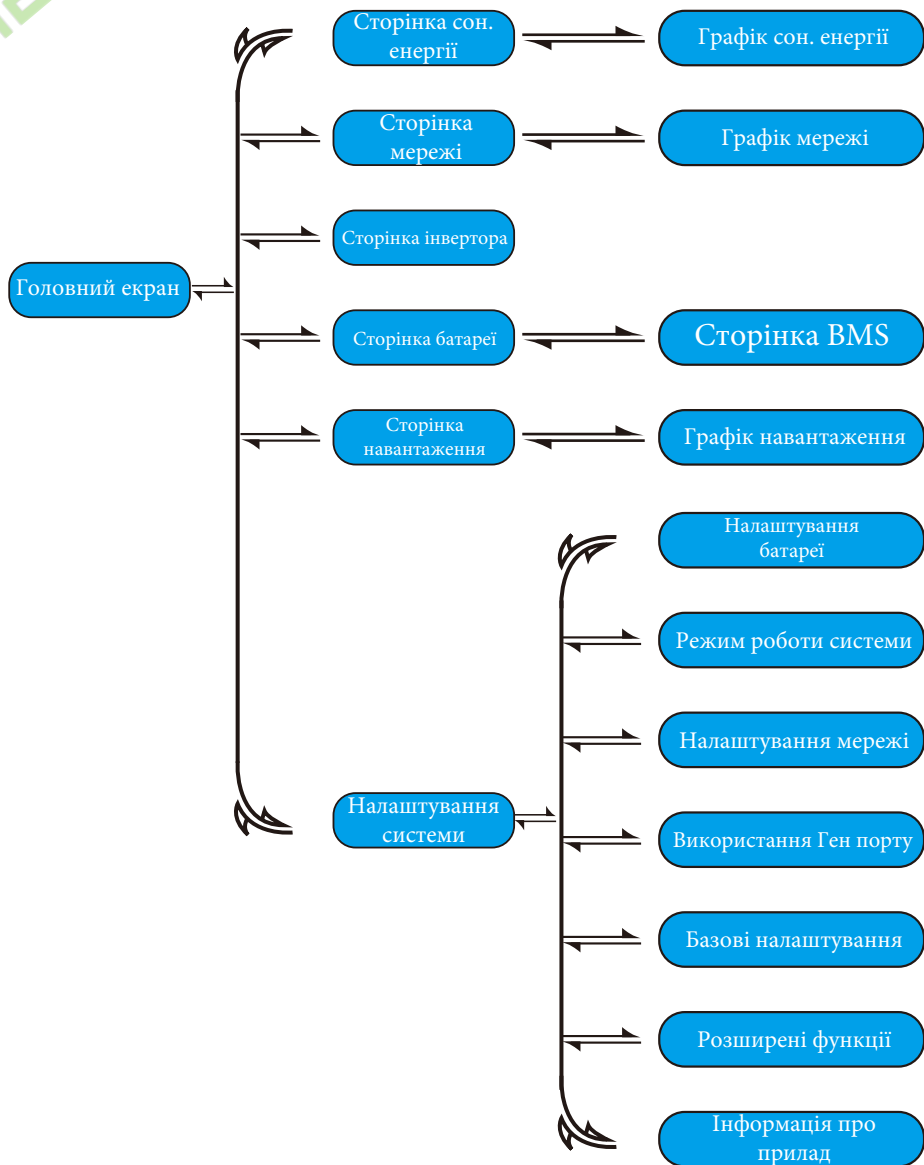 Сторінка сон.
енергії
Графік сон. енергії
Сторінка
мережі
Графік мережі
Сторінка інвертора
Головний екран
Сторінка батареї
Сторінка BMS
Сторінка
навантаження
Графік навантаження
Налаштування
батареї
Режим роботи системи
Налаштування мережі
Налаштування
системи
Використання Ген порту
Базові налаштування
Розширені функції
Інформація про
прилад